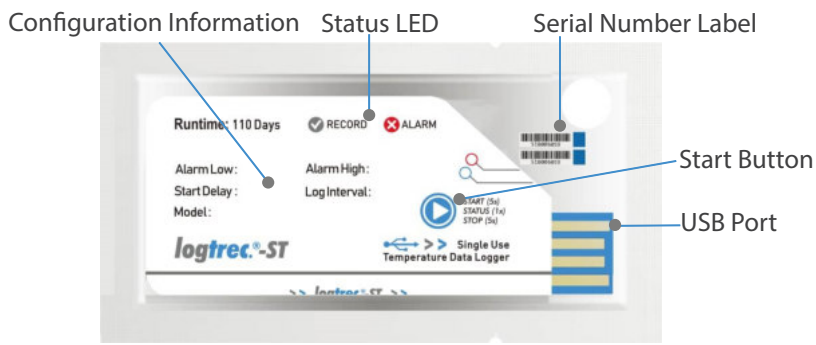 Configuration Information Status LED Serial Number Label
Runtime: 110 Days RECORD ALARM
Alarm Low: Alarm High:
Start Delay: Log Interval:
Model:
START (5s)
STATUS (1s)
STOP (5s)
Start Button
USB Port
logtrec.®-ST
>> Single Use
Temperature Data Logger
>> logtrec®-ST >>